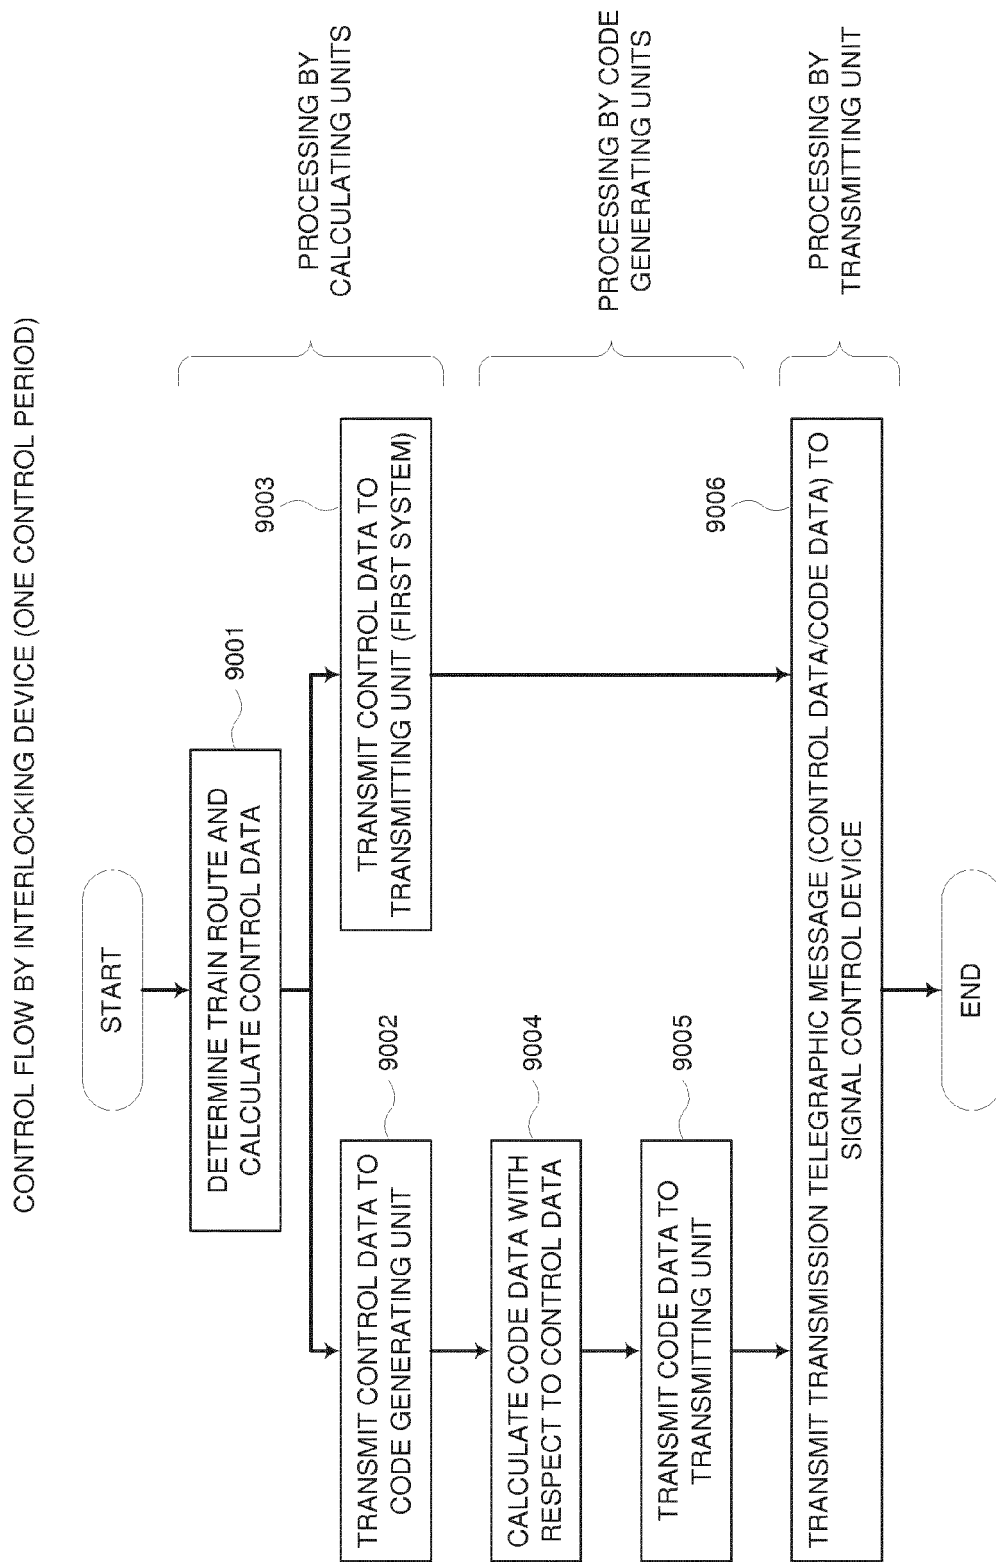 CONTROL FLOW BY INTERLOCKING DEVICE (ONE CONTROL PERIOD)
START
9001
DETERMINE TRAIN ROUTE AND
CALCULATE CONTROL DATA
9002
TRANSMIT CONTROL DATA TO
CODE GENERATING UNIT
9003
TRANSMIT CONTROL DATA TO
TRANSMITTING UNIT (FIRST SYSTEM)
PROCESSING BY
CALCULATING UNITS
9004
CALCULATE CODE DATA WITH
RESPECT TO CONTROL DATA
9005
TRANSMIT CODE DATA TO
TRANSMITTING UNIT
PROCESSING BY CODE
GENERATING UNITS
9006
TRANSMIT TRANSMISSION TELEGRAPHIC MESSAGE (CONTROL DATA/CODE DATA) TO
SIGNAL CONTROL DEVICE
PROCESSING BY
TRANSMITTING UNIT
END